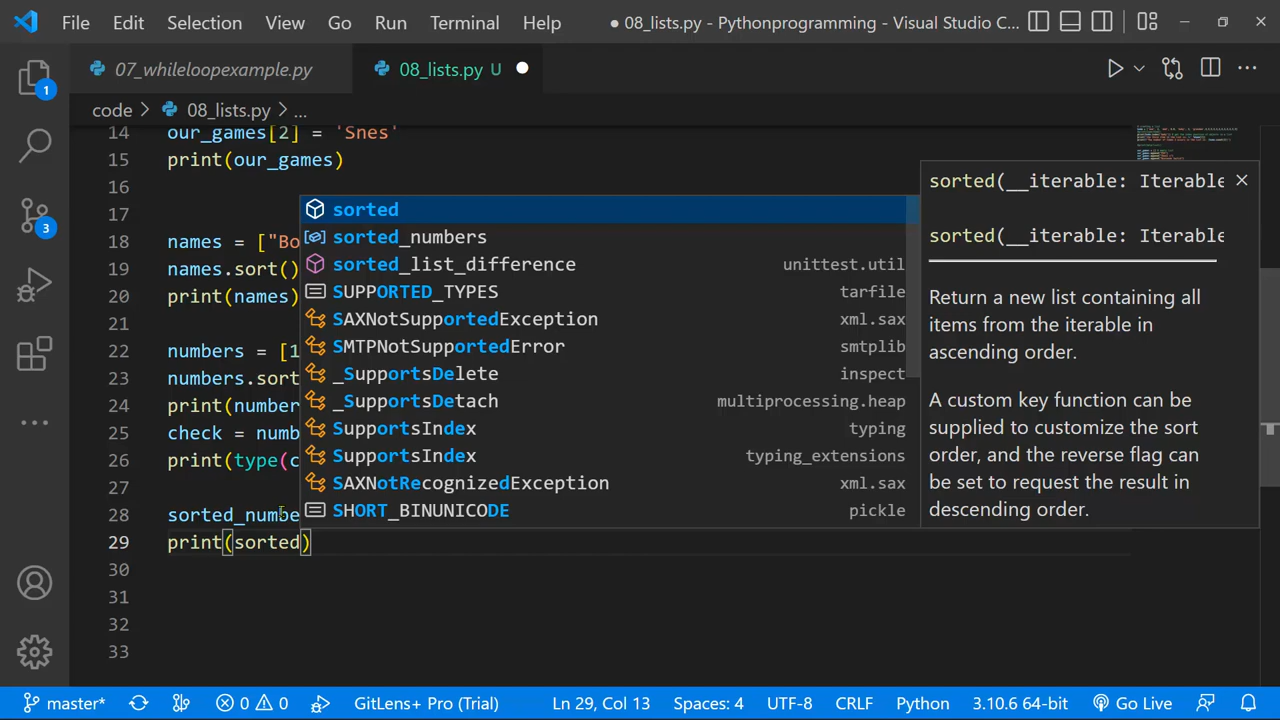 File Edit Selection View Go Run Terminal Help ● 08_lists.py - Pythonprogramming - Visual Studio C...
07_whileloopexample.py 08_lists.py U
code > 08_lists.py > ...
14 our_games[2] = 'Snes'
15 print(our_games)
16
17
18 names = ["Bo
19 names.sort()
20 print(names)
21
22 numbers = [1
23 numbers.sort
24 print(number
25 check = numb
26 print(type(c
27
28 sorted_numbe
29 print(sorted)
30
31
32
33
sorted
sorted_numbers
sorted_list_difference unittest.util
SUPPORTED_TYPES tarfile
SAXNotSupportedException xml.sax
SMTPNotSupportedError smtplib
_SupportsDelete inspect
_SupportsDetach multiprocessing.heap
SupportsIndex typing
SupportsIndex typing_extensions
SAXNotRecognizedException xml.sax
SHORT_BINUNICODE pickle
sorted(__iterable: Iterable
sorted(__iterable: Iterable
Return a new list containing all
items from the iterable in
ascending order.
A custom key function can be
supplied to customize the sort
order, and the reverse flag can
be set to request the result in
descending order.
1
3
master* 0 0 GitLens+ Pro (Trial) Ln 29, Col 13 Spaces: 4 UTF-8 CRLF Python 3.10.6 64-bit Go Live